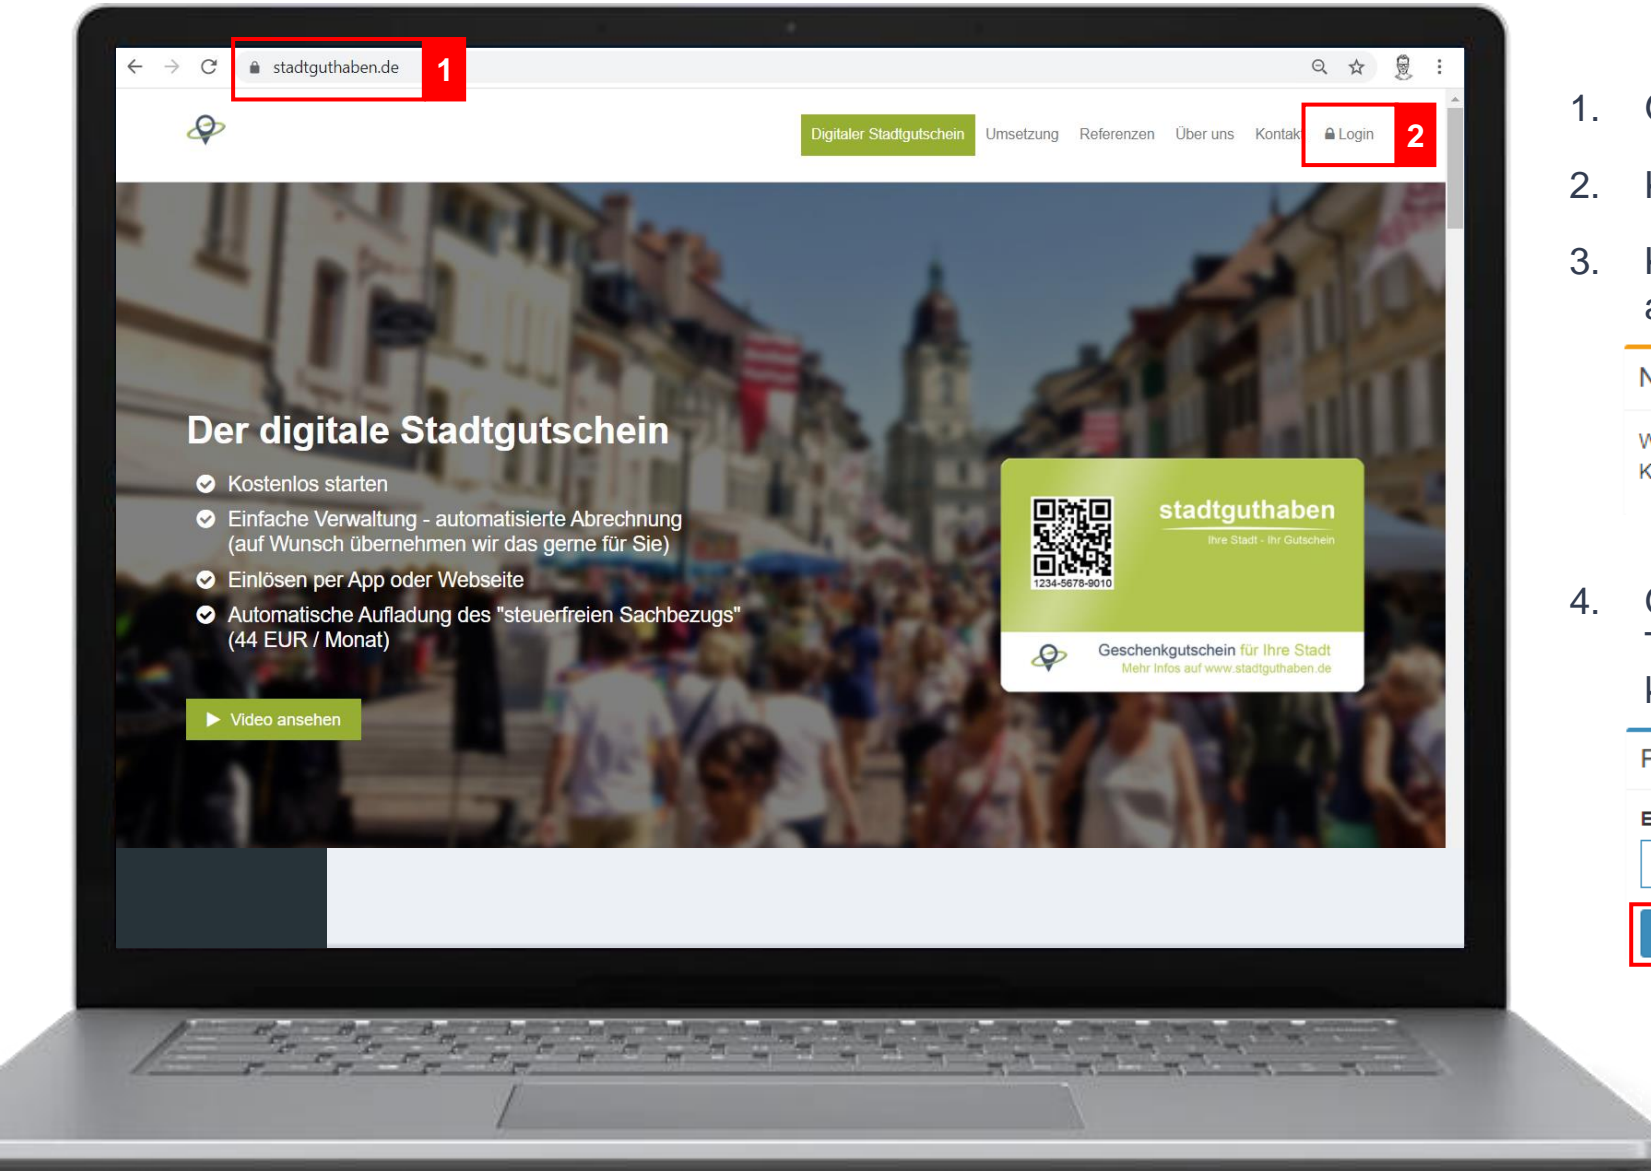 stadtguthaben.de
1
Digitaler Stadtgutschein Umsetzung Referenzen Über uns Kontakt Login
2
Der digitale Stadtgutschein
Kostenlos starten
Einfache Verwaltung - automatisierte Abrechnung
(auf Wunsch übernehmen wir das gerne für Sie)
Einlösen per App oder Webseite
Automatische Aufladung des "steuerfreien Sachbezugs"
(44 EUR / Monat)
Video ansehen
stadtguthaben
Ihre Stadt - Ihr Gutschein
1234-5678-9010
Geschenkgutschein für Ihre Stadt
Mehr Infos auf www.stadtguthaben.de
1.
2.
3.
4.